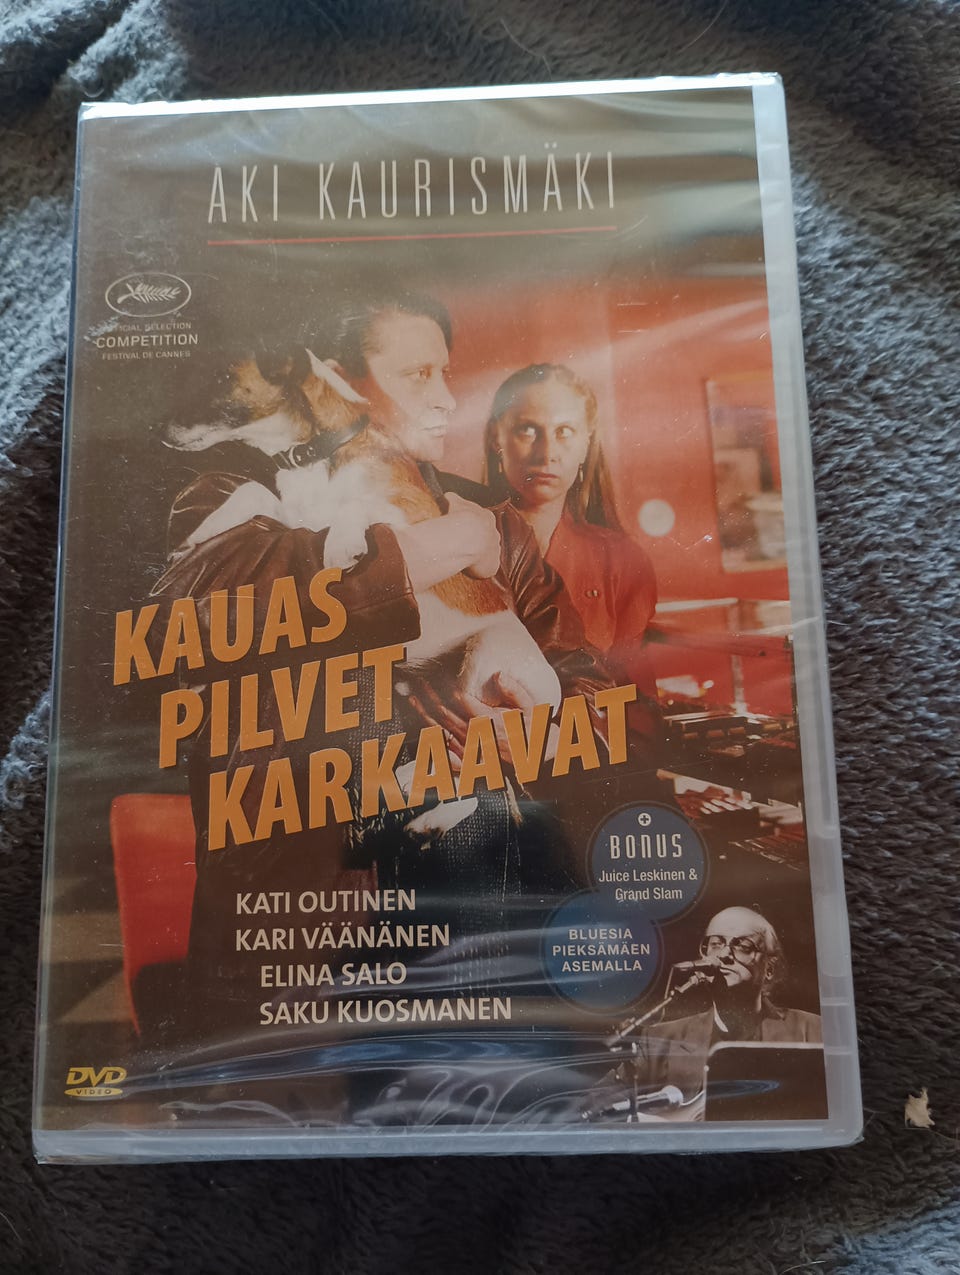 AKI KAURISMÄKI
OFFICIAL SELECTION
COMPETITION
FESTIVAL DE CANNES
KAUAS
PILVET
KARKAAVAT
KATI OUTINEN
KARI VÄÄNÄNEN
ELINA SALO
SAKU KUOSMANEN
+
BONUS
Juice Leskinen &
Grand Slam
BLUESIA
PIEKSÄMÄEN
ASEMALLA
DVD
VIDEO